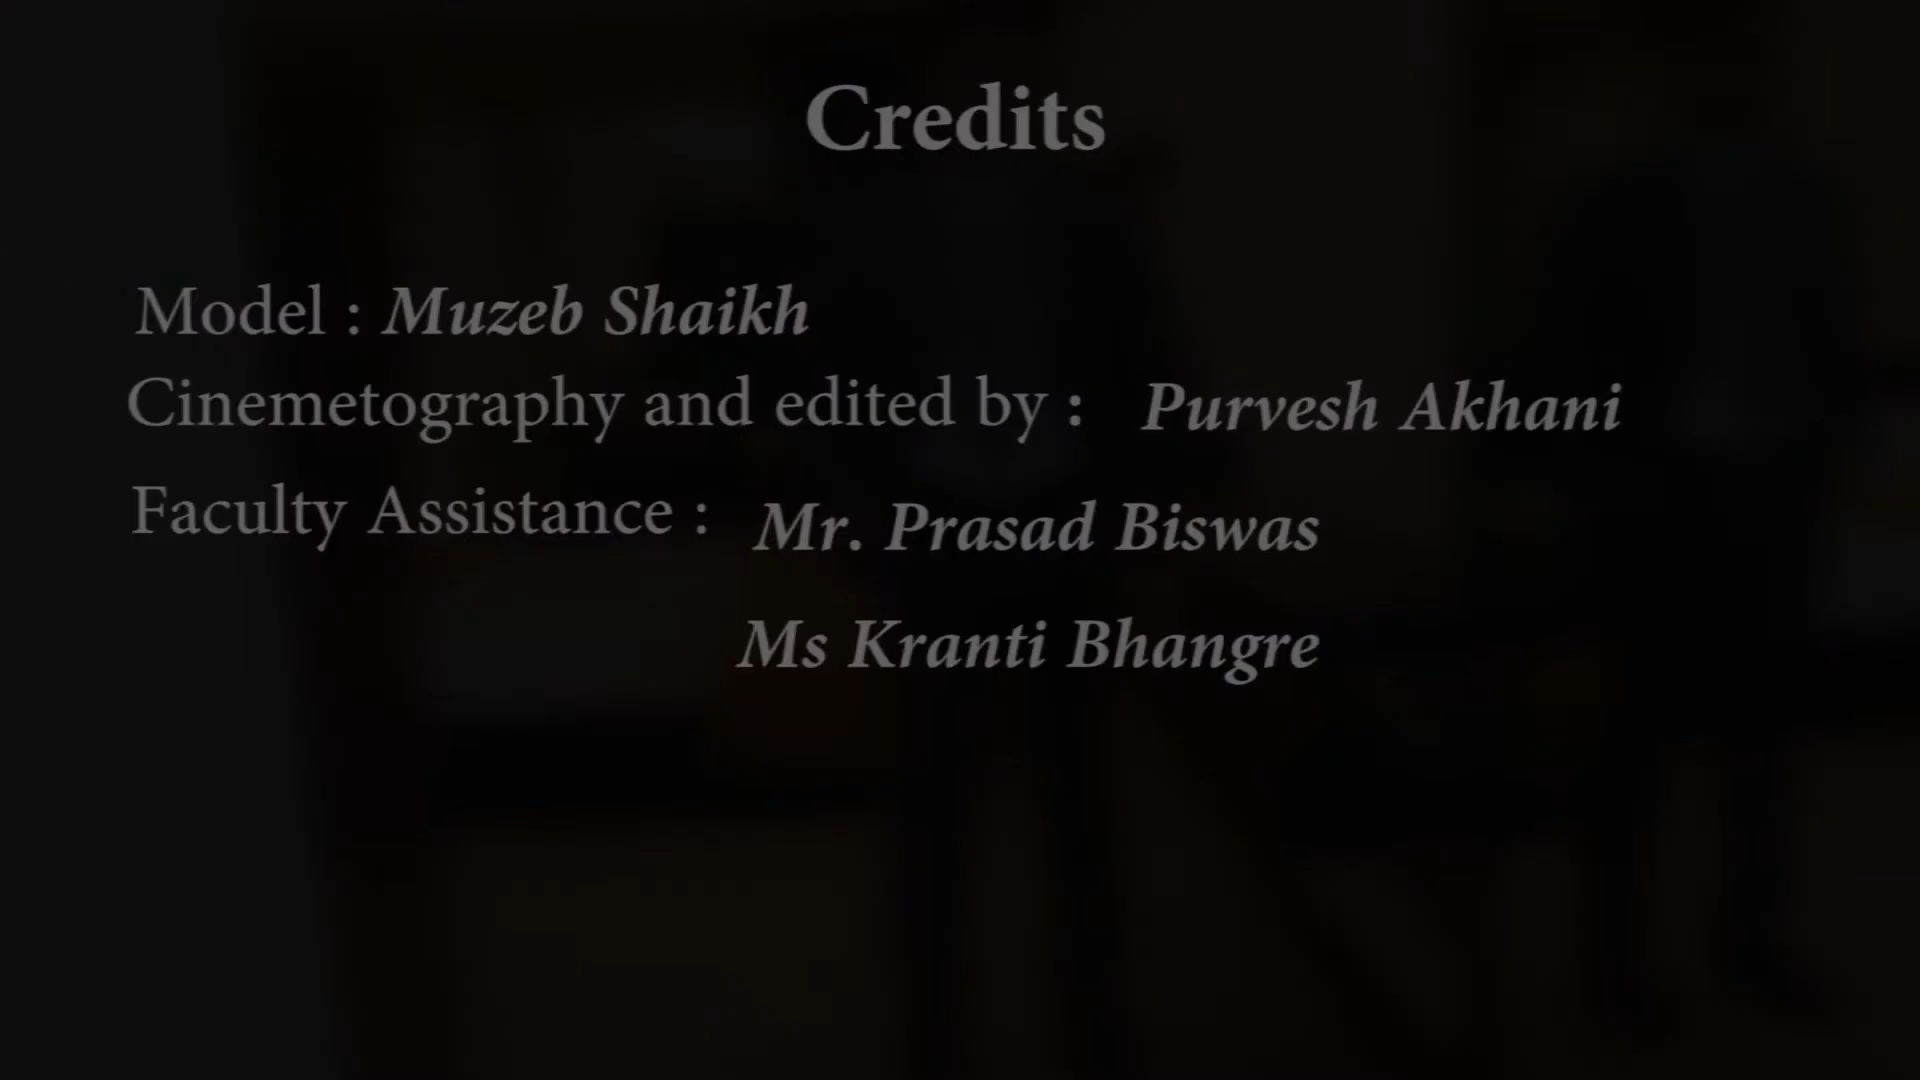 Credits
Model : Muzeb Shaikh
Cinemetography and edited by : Purvesh Akhani
Faculty Assistance : Mr. Prasad Biswas
Ms Kranti Bhangre